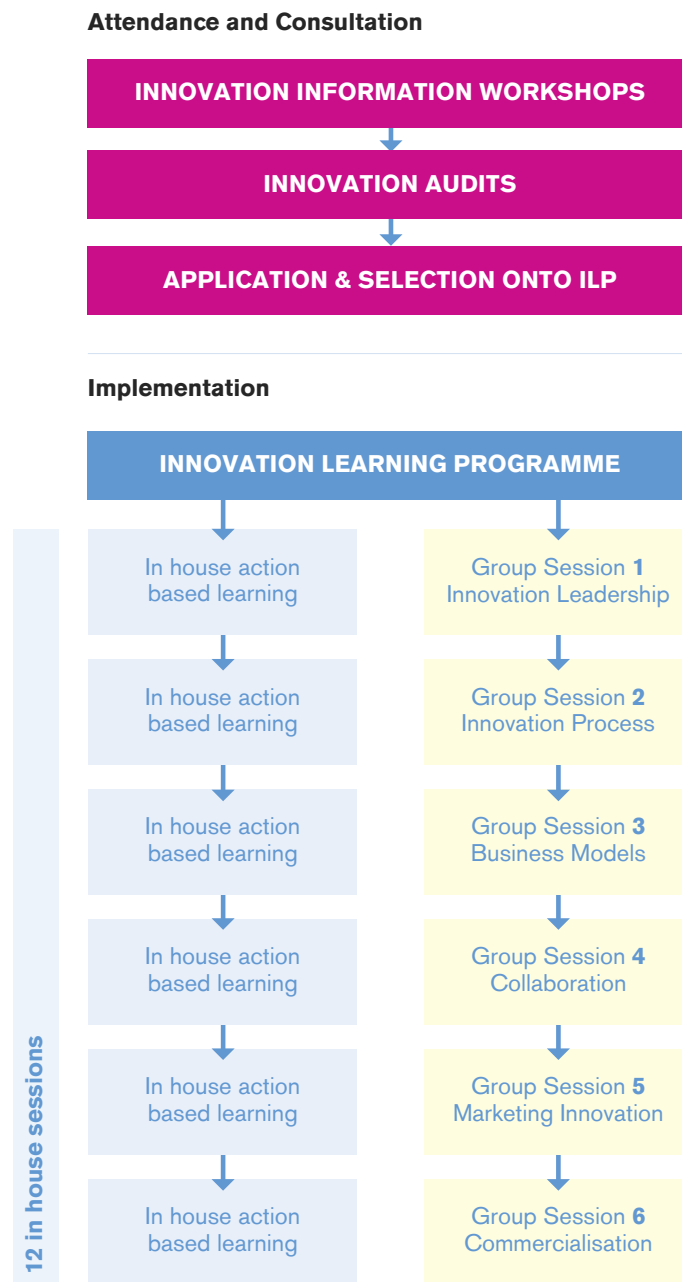 Attendance and Consultation
INNOVATION INFORMATION WORKSHOPS
INNOVATION AUDITS
APPLICATION & SELECTION ONTO ILP
Implementation
INNOVATION LEARNING PROGRAMME
12 in house sessions
In house action
based learning
Group Session 1
Innovation Leadership
In house action
based learning
Group Session 2
Innovation Process
In house action
based learning
Group Session 3
Business Models
In house action
based learning
Group Session 4
Collaboration
In house action
based learning
Group Session 5
Marketing Innovation
In house action
based learning
Group Session 6
Commercialisation